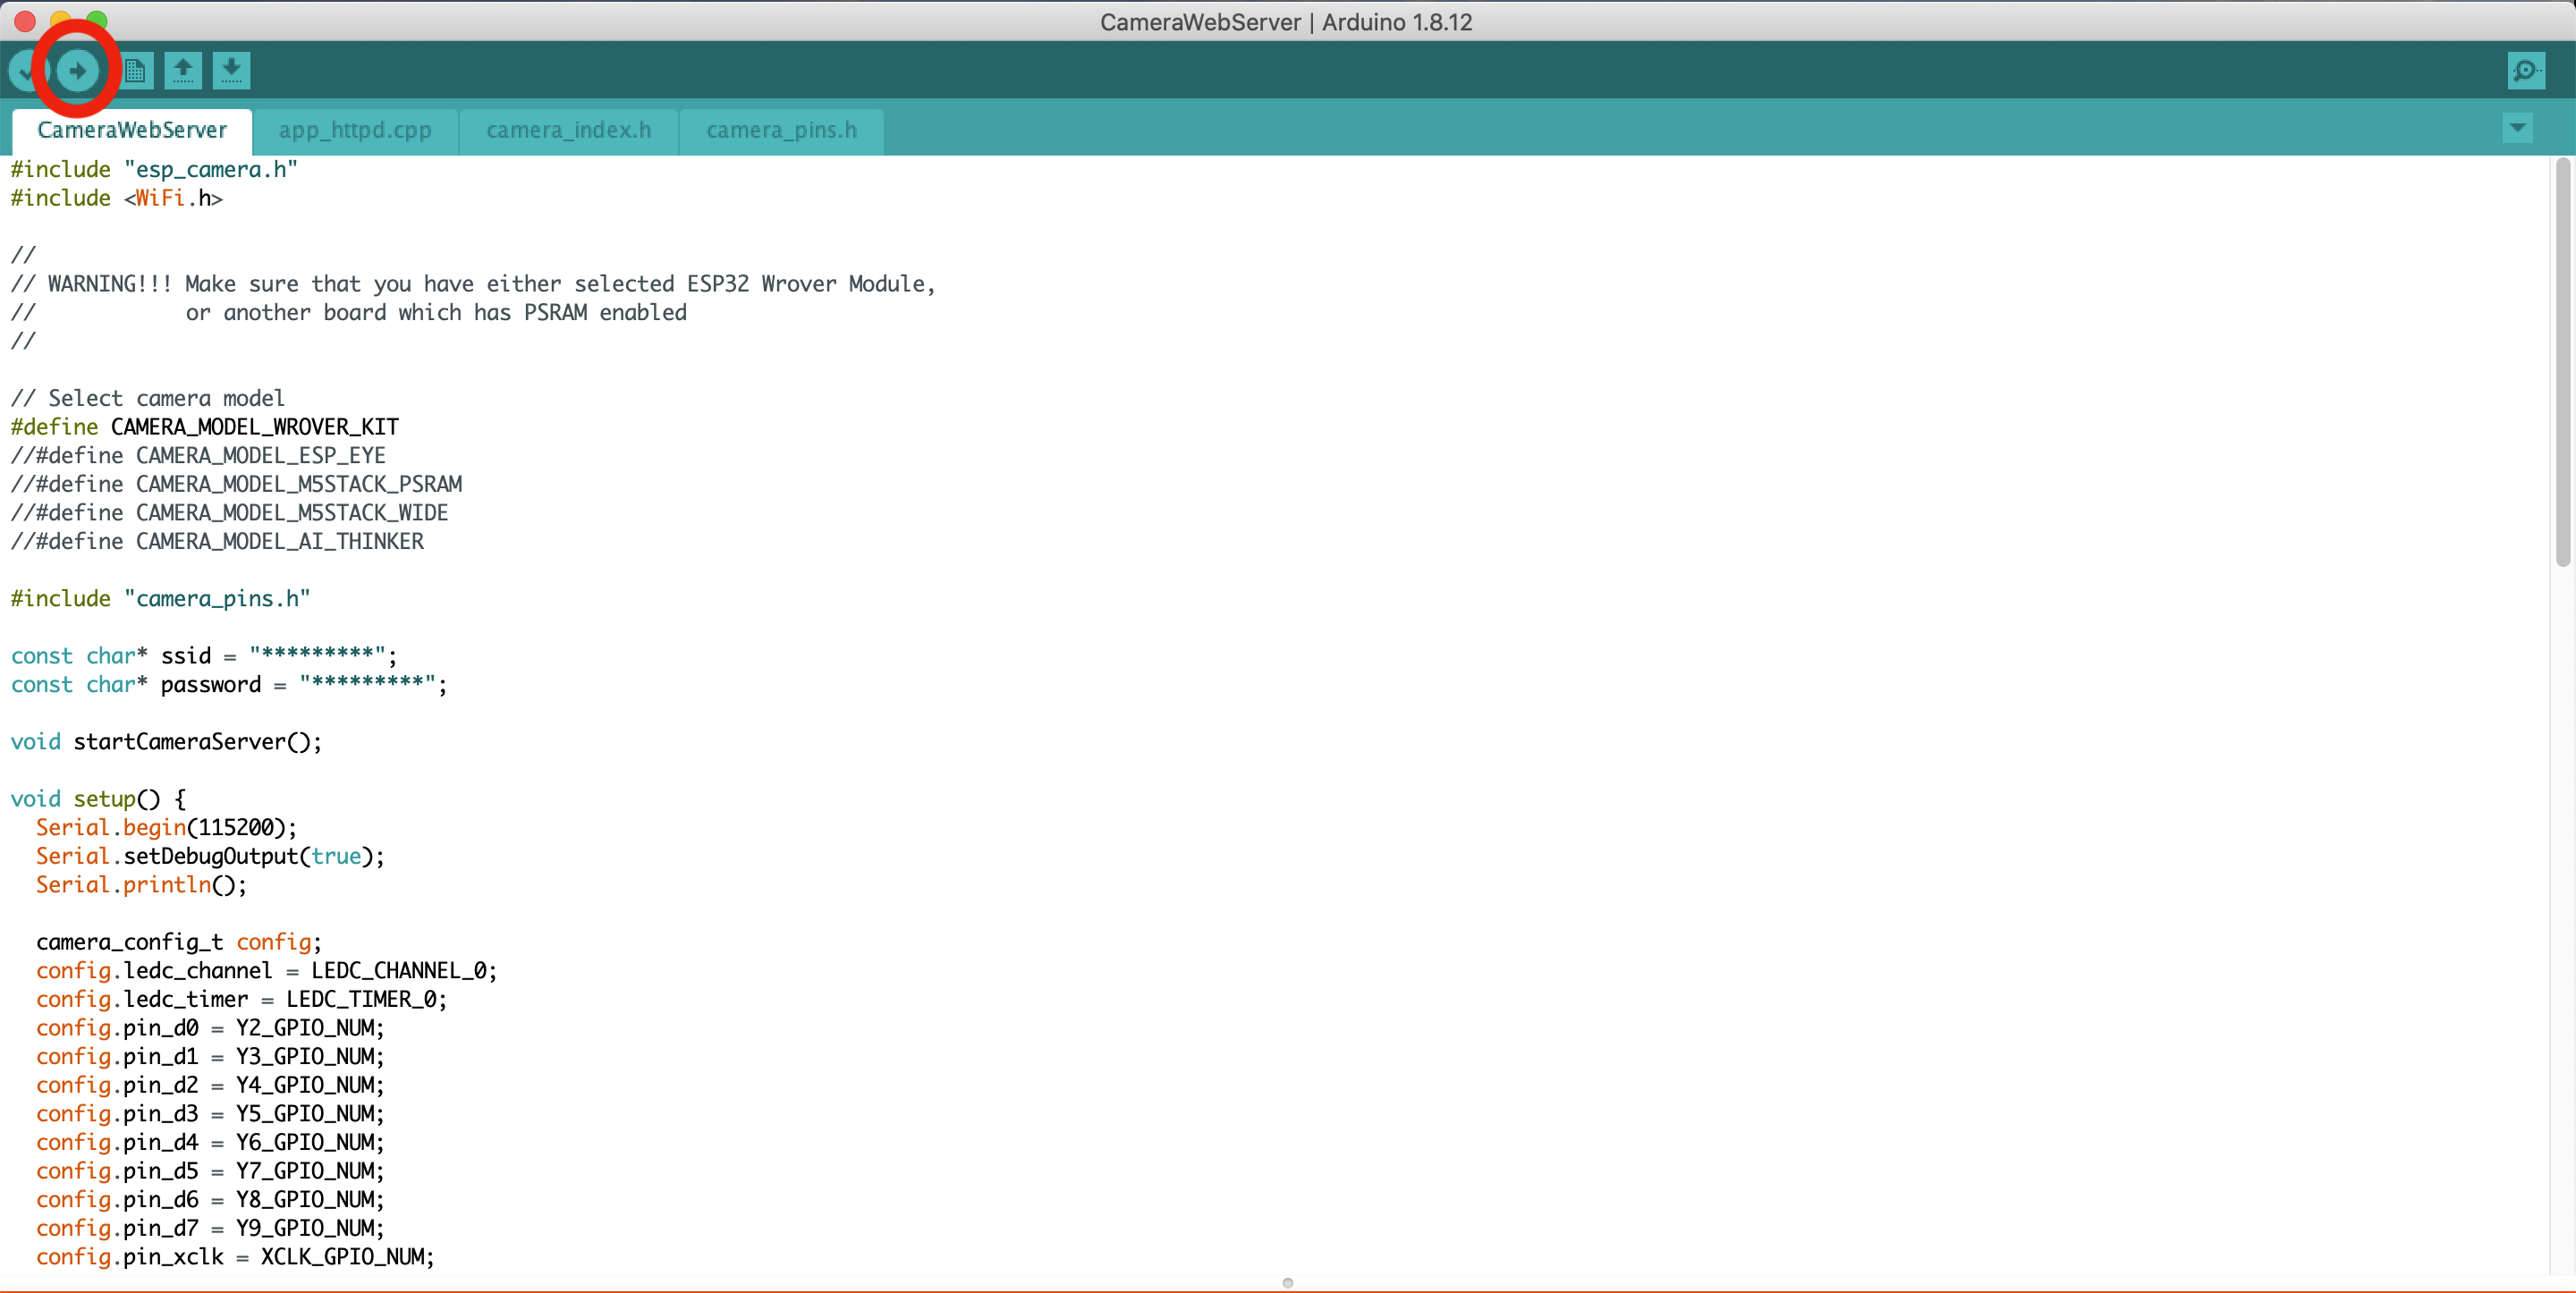 CameraWebServer | Arduino 1.8.12
CameraWebServer app_httpd.cpp camera_index.h camera_pins.h
#include "esp_camera.h"
#include <WiFi.h>
//
// WARNING!!! Make sure that you have either selected ESP32 Wrover Module,
//            or another board which has PSRAM enabled
//
// Select camera model
#define CAMERA_MODEL_WROVER_KIT
//#define CAMERA_MODEL_ESP_EYE
//#define CAMERA_MODEL_M5STACK_PSRAM
//#define CAMERA_MODEL_M5STACK_WIDE
//#define CAMERA_MODEL_AI_THINKER
#include "camera_pins.h"
const char* ssid = "*********";
const char* password = "*********";
void startCameraServer();
void setup() {
  Serial.begin(115200);
  Serial.setDebugOutput(true);
  Serial.println();
  camera_config_t config;
  config.ledc_channel = LEDC_CHANNEL_0;
  config.ledc_timer = LEDC_TIMER_0;
  config.pin_d0 = Y2_GPIO_NUM;
  config.pin_d1 = Y3_GPIO_NUM;
  config.pin_d2 = Y4_GPIO_NUM;
  config.pin_d3 = Y5_GPIO_NUM;
  config.pin_d4 = Y6_GPIO_NUM;
  config.pin_d5 = Y7_GPIO_NUM;
  config.pin_d6 = Y8_GPIO_NUM;
  config.pin_d7 = Y9_GPIO_NUM;
  config.pin_xclk = XCLK_GPIO_NUM;